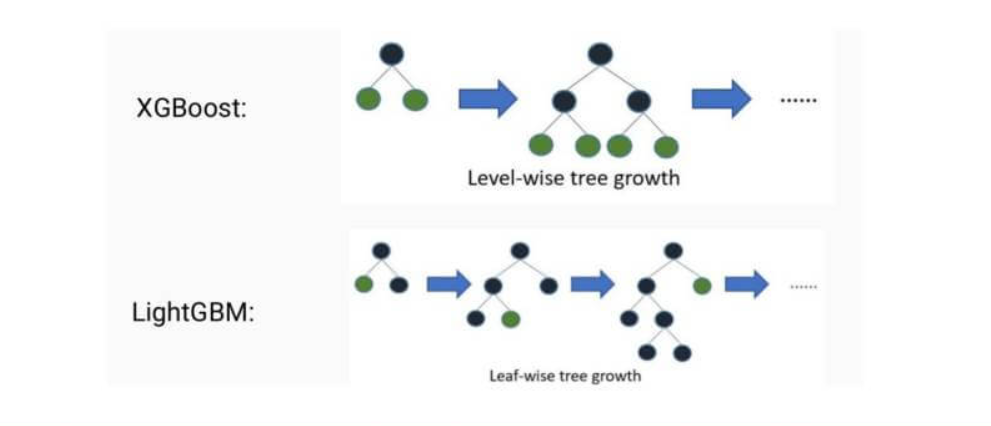 XGBoost:
......
Level-wise tree growth
LightGBM:
......
Leaf-wise tree growth